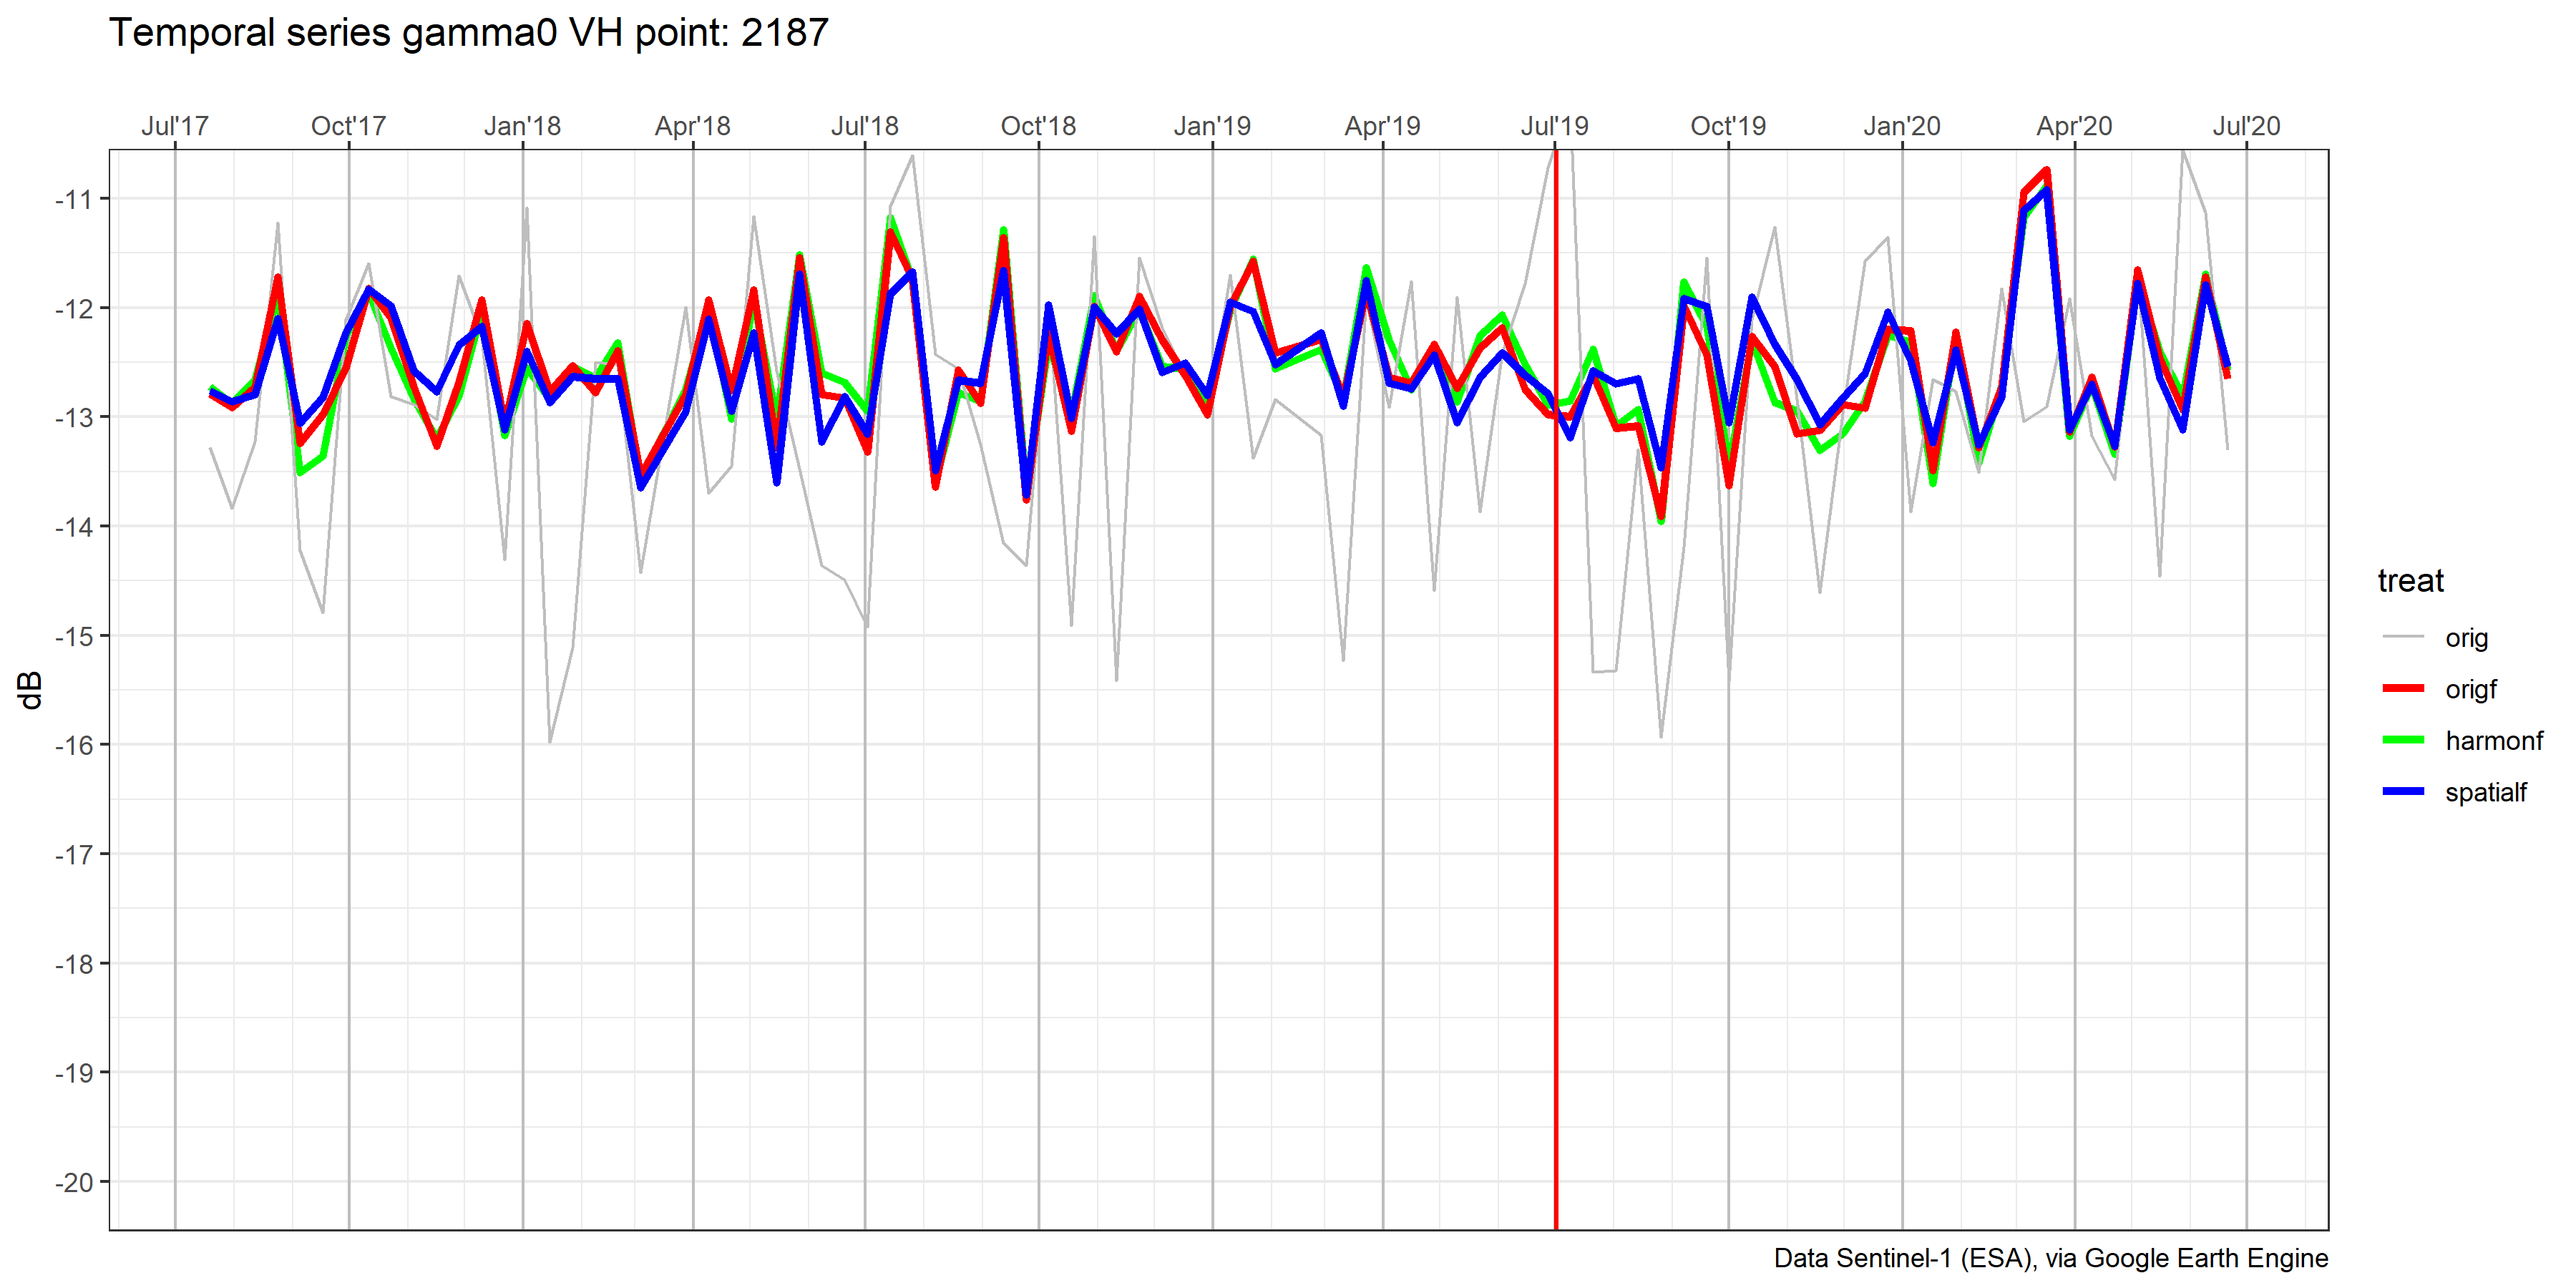 Temporal series gamma0 VH point: 2187
Jul'17 Oct'17 Jan'18 Apr'18 Jul'18 Oct'18 Jan'19 Apr'19 Jul'19 Oct'19 Jan'20 Apr'20 Jul'20
-11
-12
-13
-14
-15
-16
-17
-18
-19
-20
dB
treat
orig
origf
harmonf
spatialf
Data Sentinel-1 (ESA), via Google Earth Engine